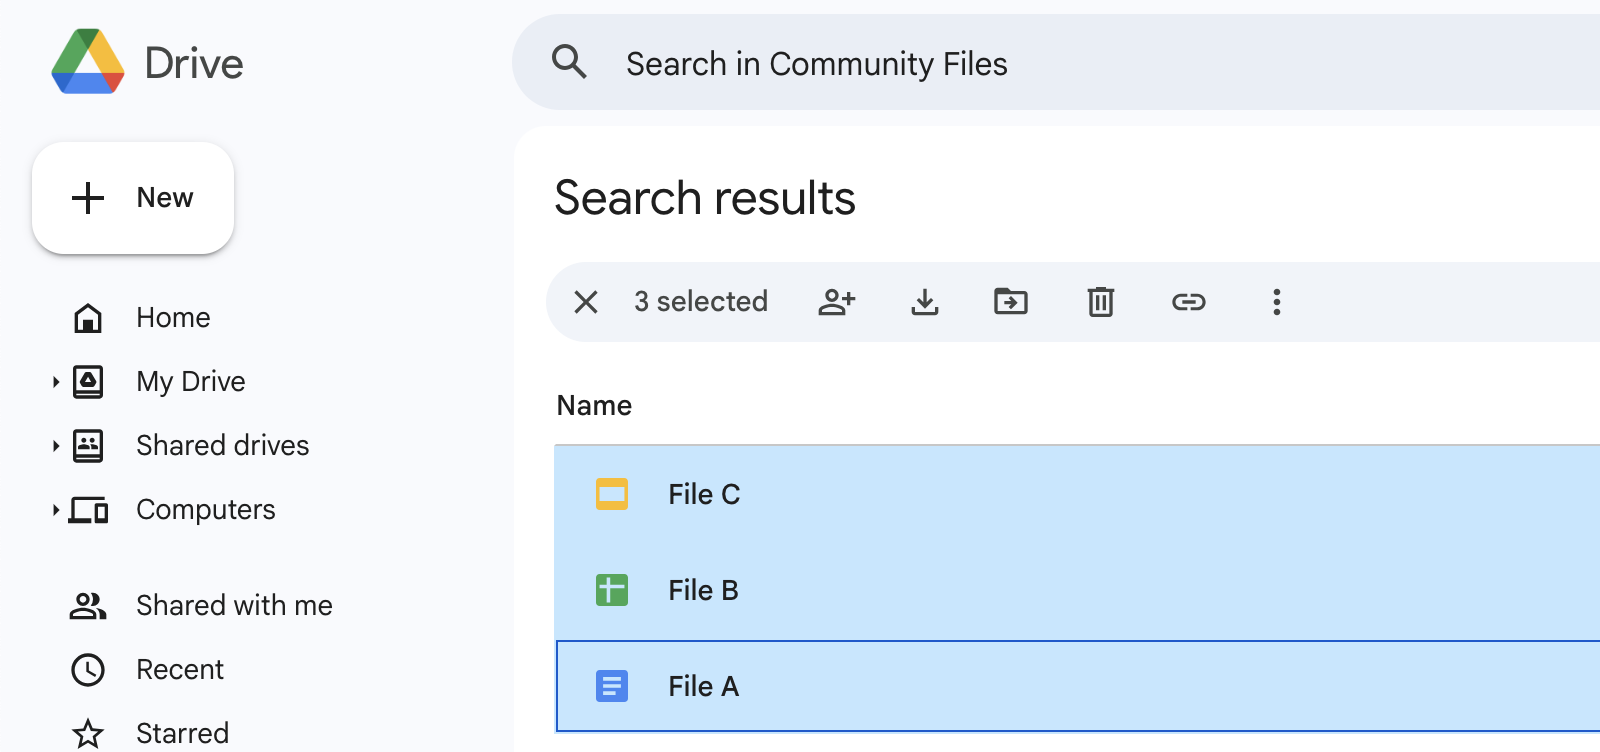 Drive
Search in Community Files
New
Home
My Drive
Shared drives
Computers
Shared with me
Recent
Starred
Search results
3 selected
Name
File C
File B
File A